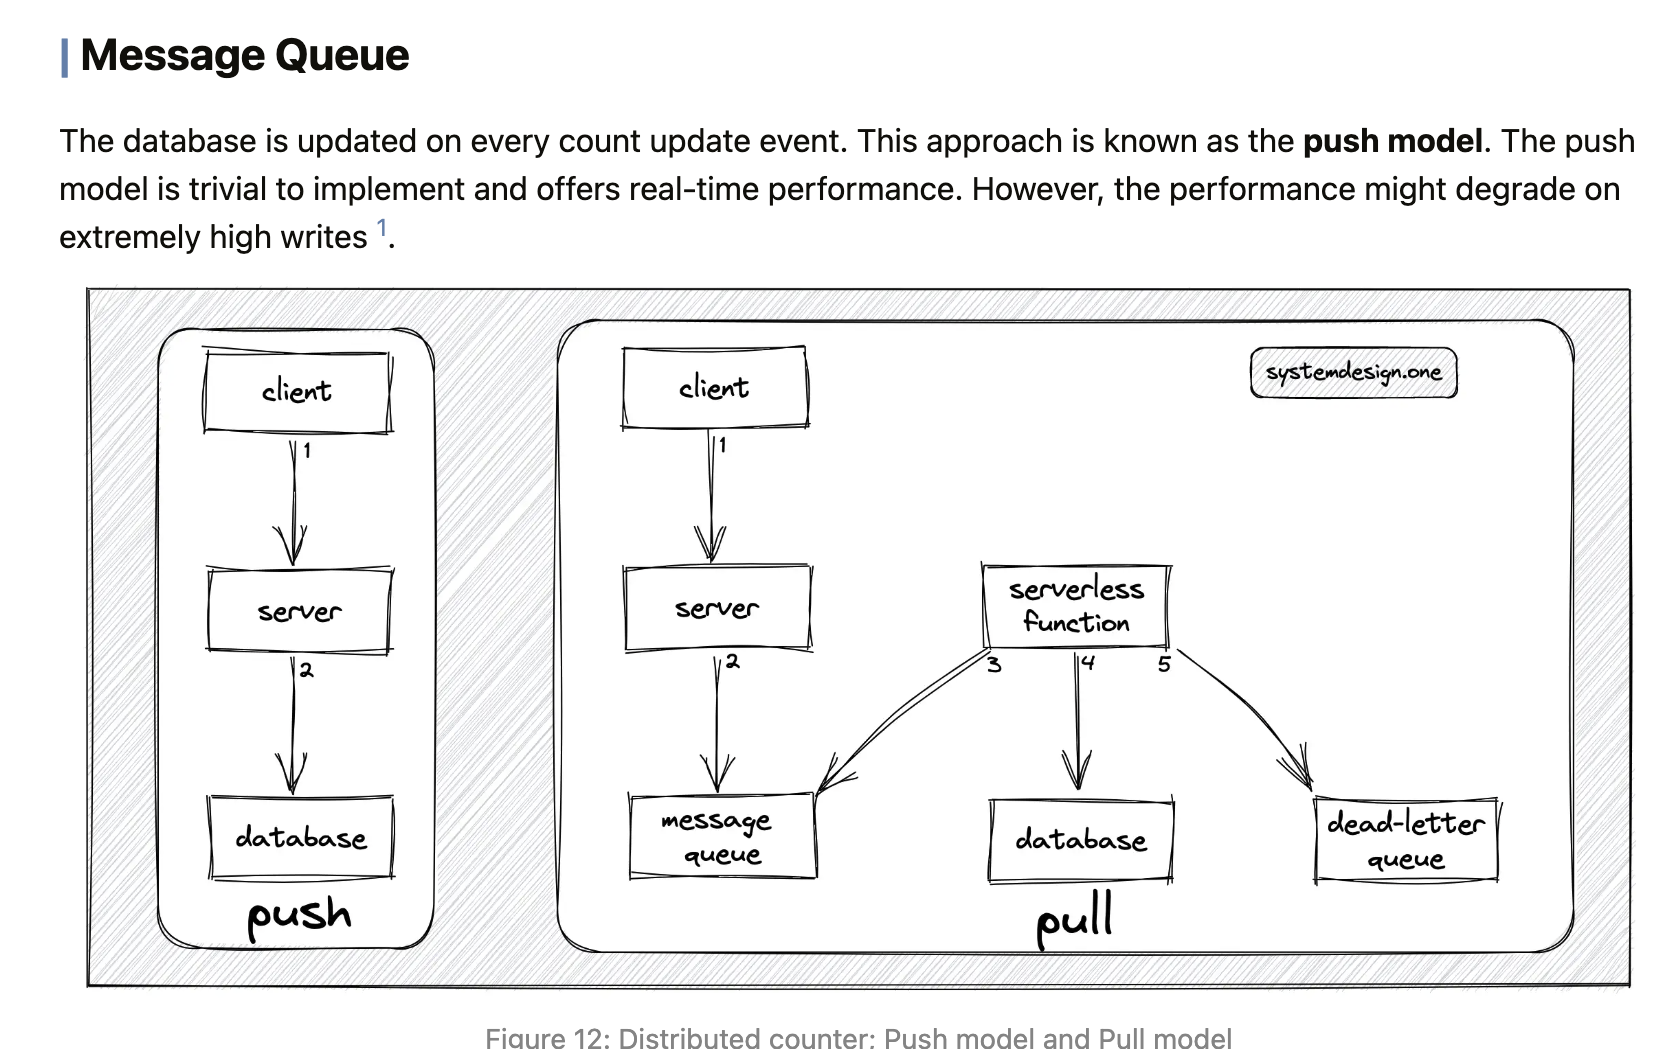 Message Queue
The database is updated on every count update event. This approach is known as the push model. The push
model is trivial to implement and offers real-time performance. However, the performance might degrade on
extremely high writes 1.
client
1
server
2
database
push
client
1
server
2
message
queue
systemdesign.one
serverless
function
3 4 5
database
dead-letter
queue
pull
Figure 12: Distributed counter; Push model and Pull model